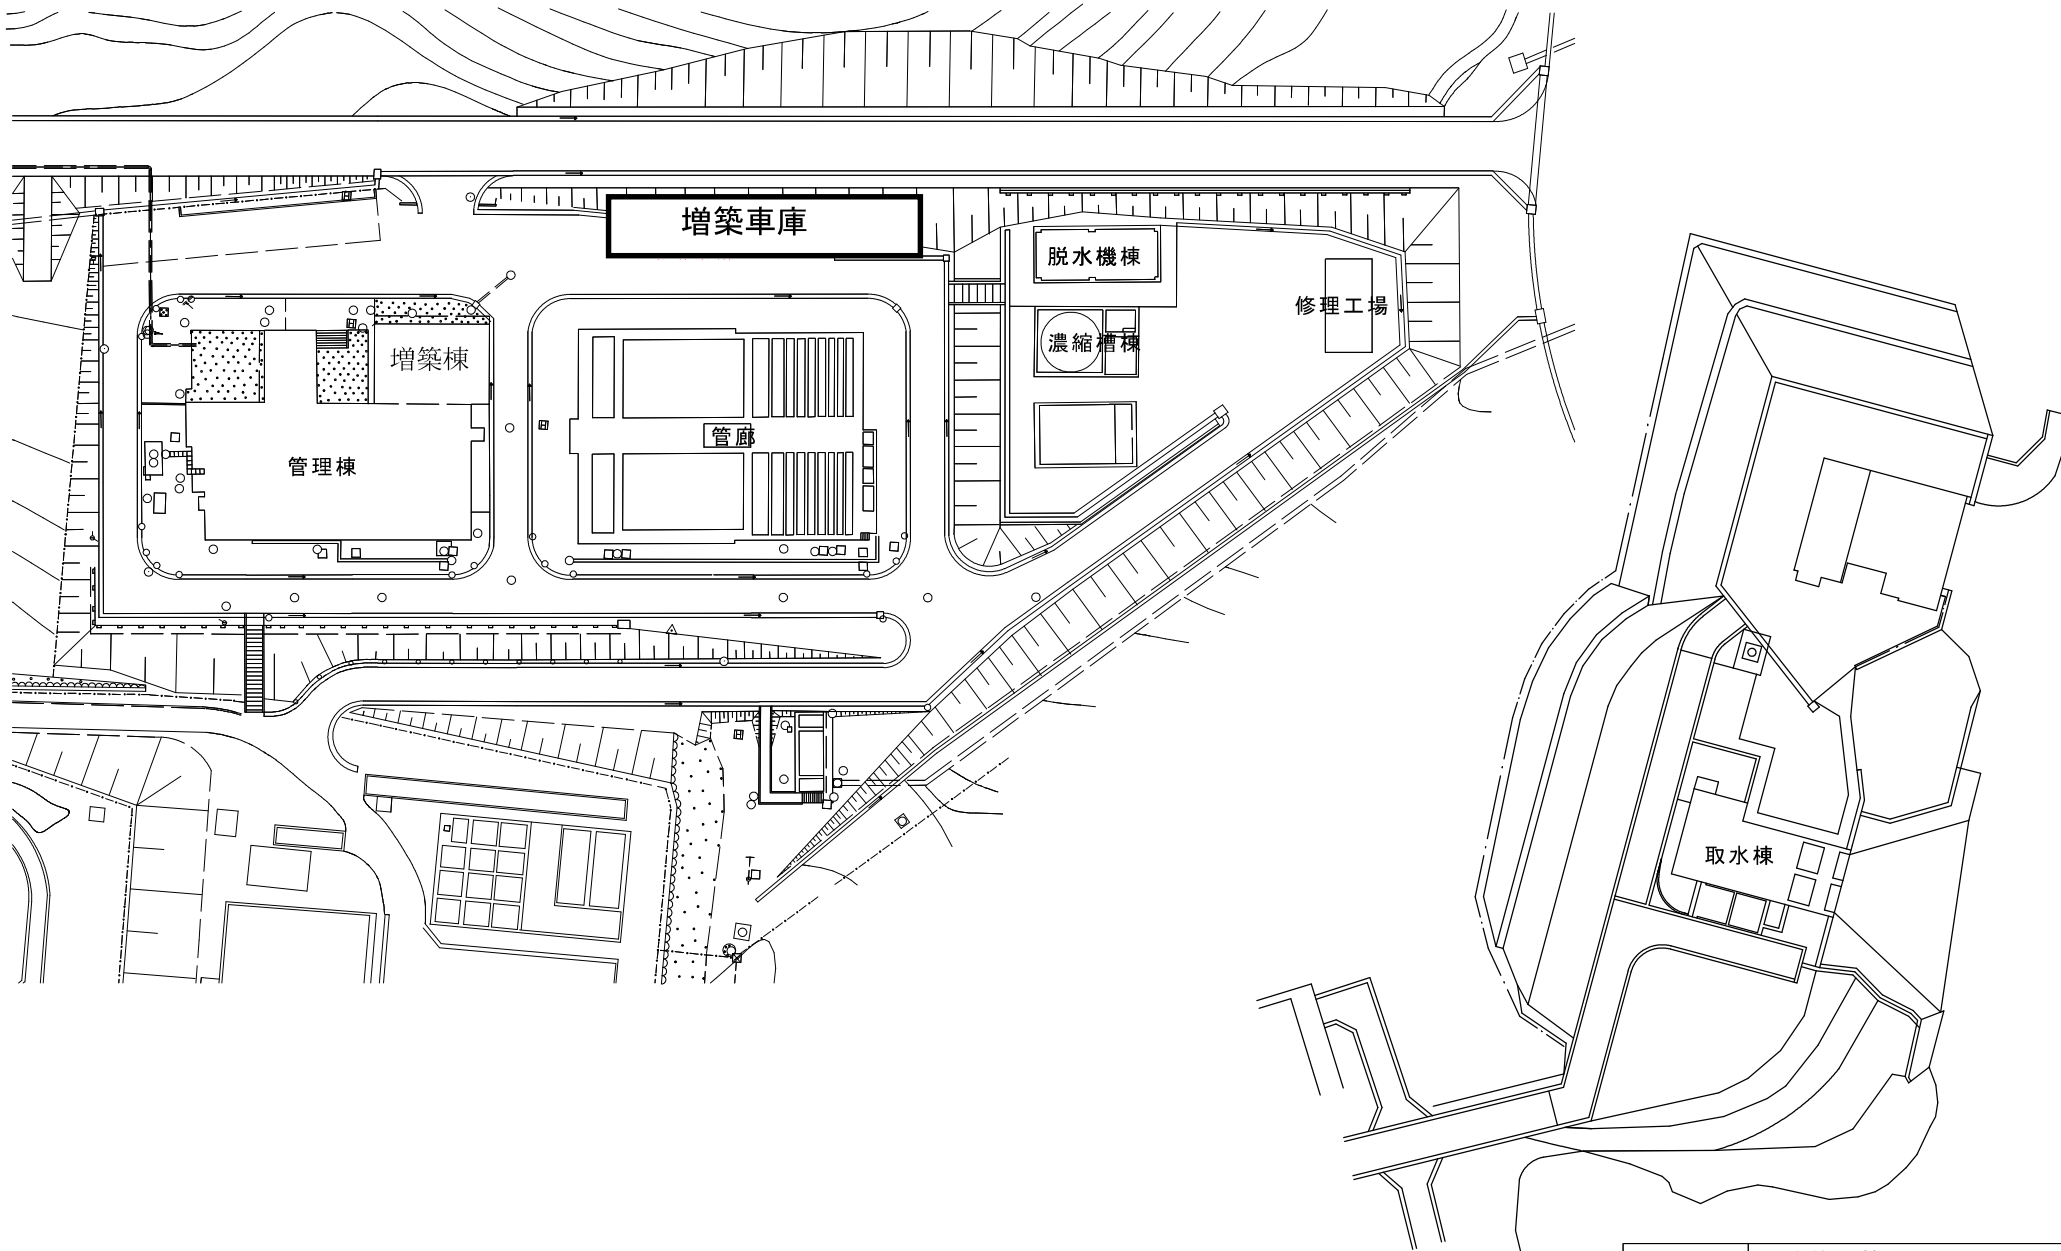 増築車庫
脱水機棟
修理工場
濃縮槽棟
増築棟
管廊
管理棟
取水棟